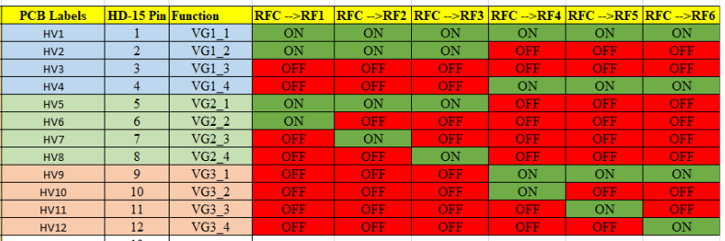 PCB Labels HD-15 Pin Function RFC -->RF1 RFC -->RF2 RFC -->RF3 RFC -->RF4 RFC -->RF5 RFC -->RF6
HV1 1 VG1_1 ON ON ON ON ON ON
HV2 2 VG1_2 ON ON ON OFF OFF OFF
HV3 3 VG1_3 OFF OFF OFF OFF OFF OFF
HV4 4 VG1_4 OFF OFF OFF ON ON ON
HV5 5 VG2_1 ON ON ON OFF OFF OFF
HV6 6 VG2_2 ON OFF OFF OFF OFF OFF
HV7 7 VG2_3 OFF ON OFF OFF OFF OFF
HV8 8 VG2_4 OFF OFF ON OFF OFF OFF
HV9 9 VG3_1 OFF OFF OFF ON ON ON
HV10 10 VG3_2 OFF OFF OFF ON OFF OFF
HV11 11 VG3_3 OFF OFF OFF OFF ON OFF
HV12 12 VG3_4 OFF OFF OFF OFF OFF ON